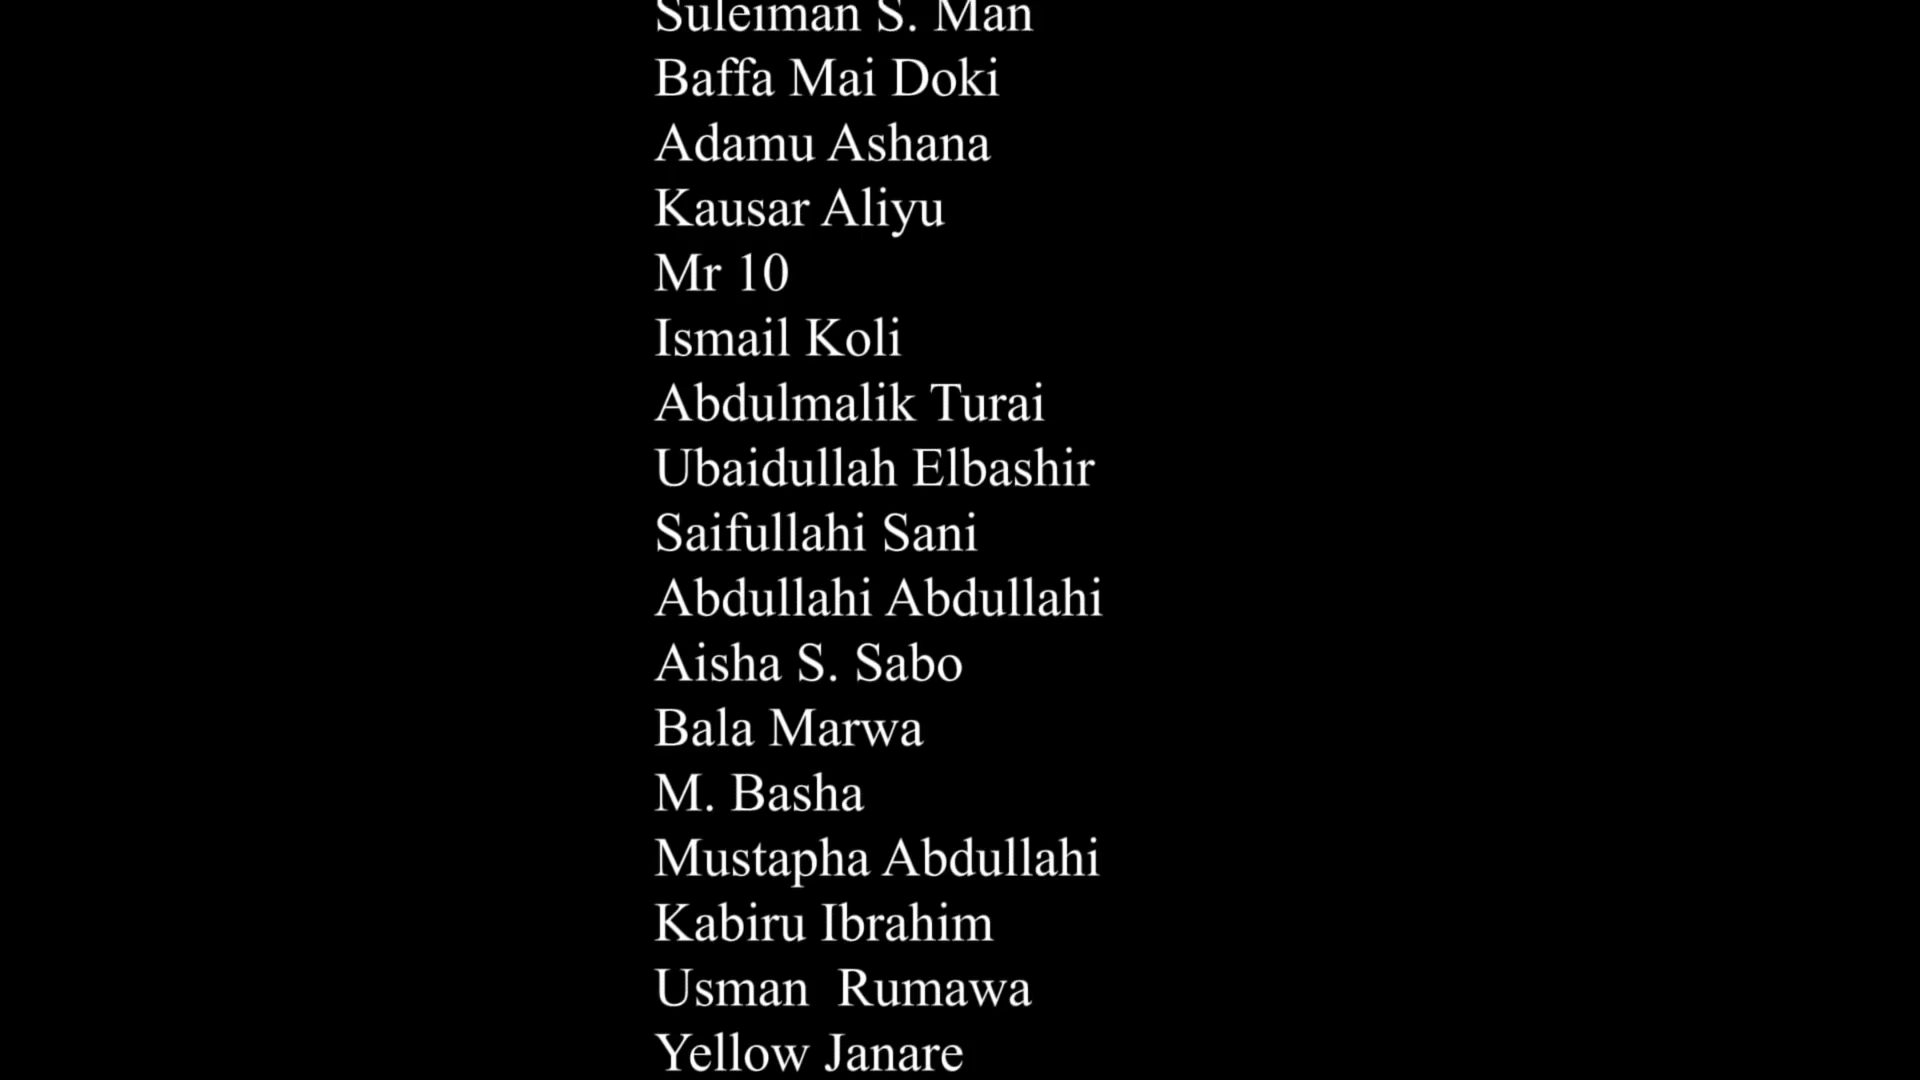 Suleiman S. Man
Baffa Mai Doki
Adamu Ashana
Kausar Aliyu
Mr 10
Ismail Koli
Abdulmalik Turai
Ubaidullah Elbashir
Saifullahi Sani
Abdullahi Abdullahi
Aisha S. Sabo
Bala Marwa
M. Basha
Mustapha Abdullahi
Kabiru Ibrahim
Usman  Rumawa
Yellow Janare